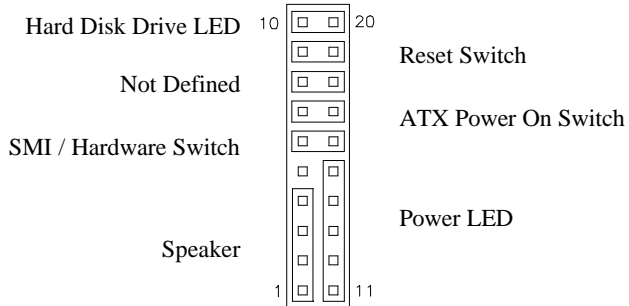 Hard Disk Drive LED 10 20
Reset Switch
Not Defined
ATX Power On Switch
SMI / Hardware Switch
Power LED
Speaker
1 11